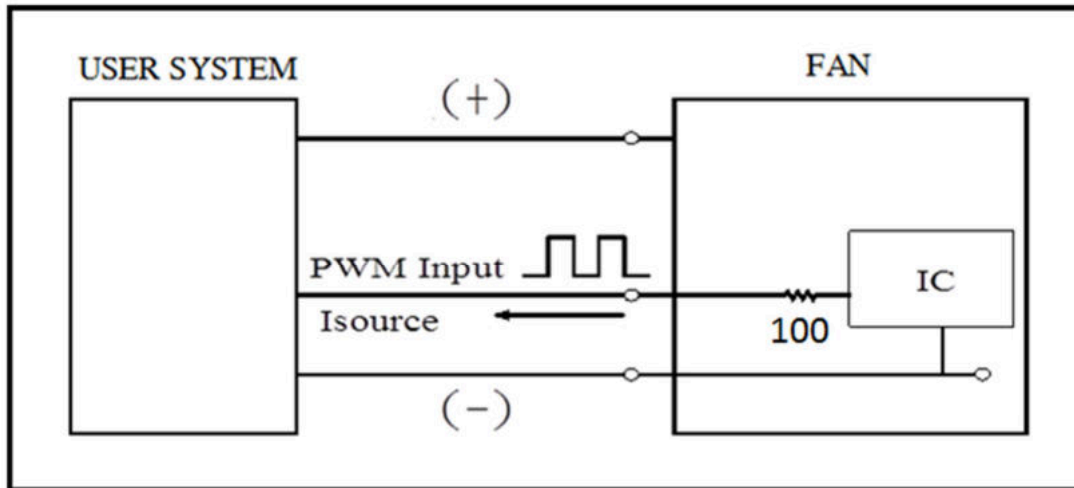 USER SYSTEM
FAN
(+)
PWM Input
IC
Isource
100
(-)